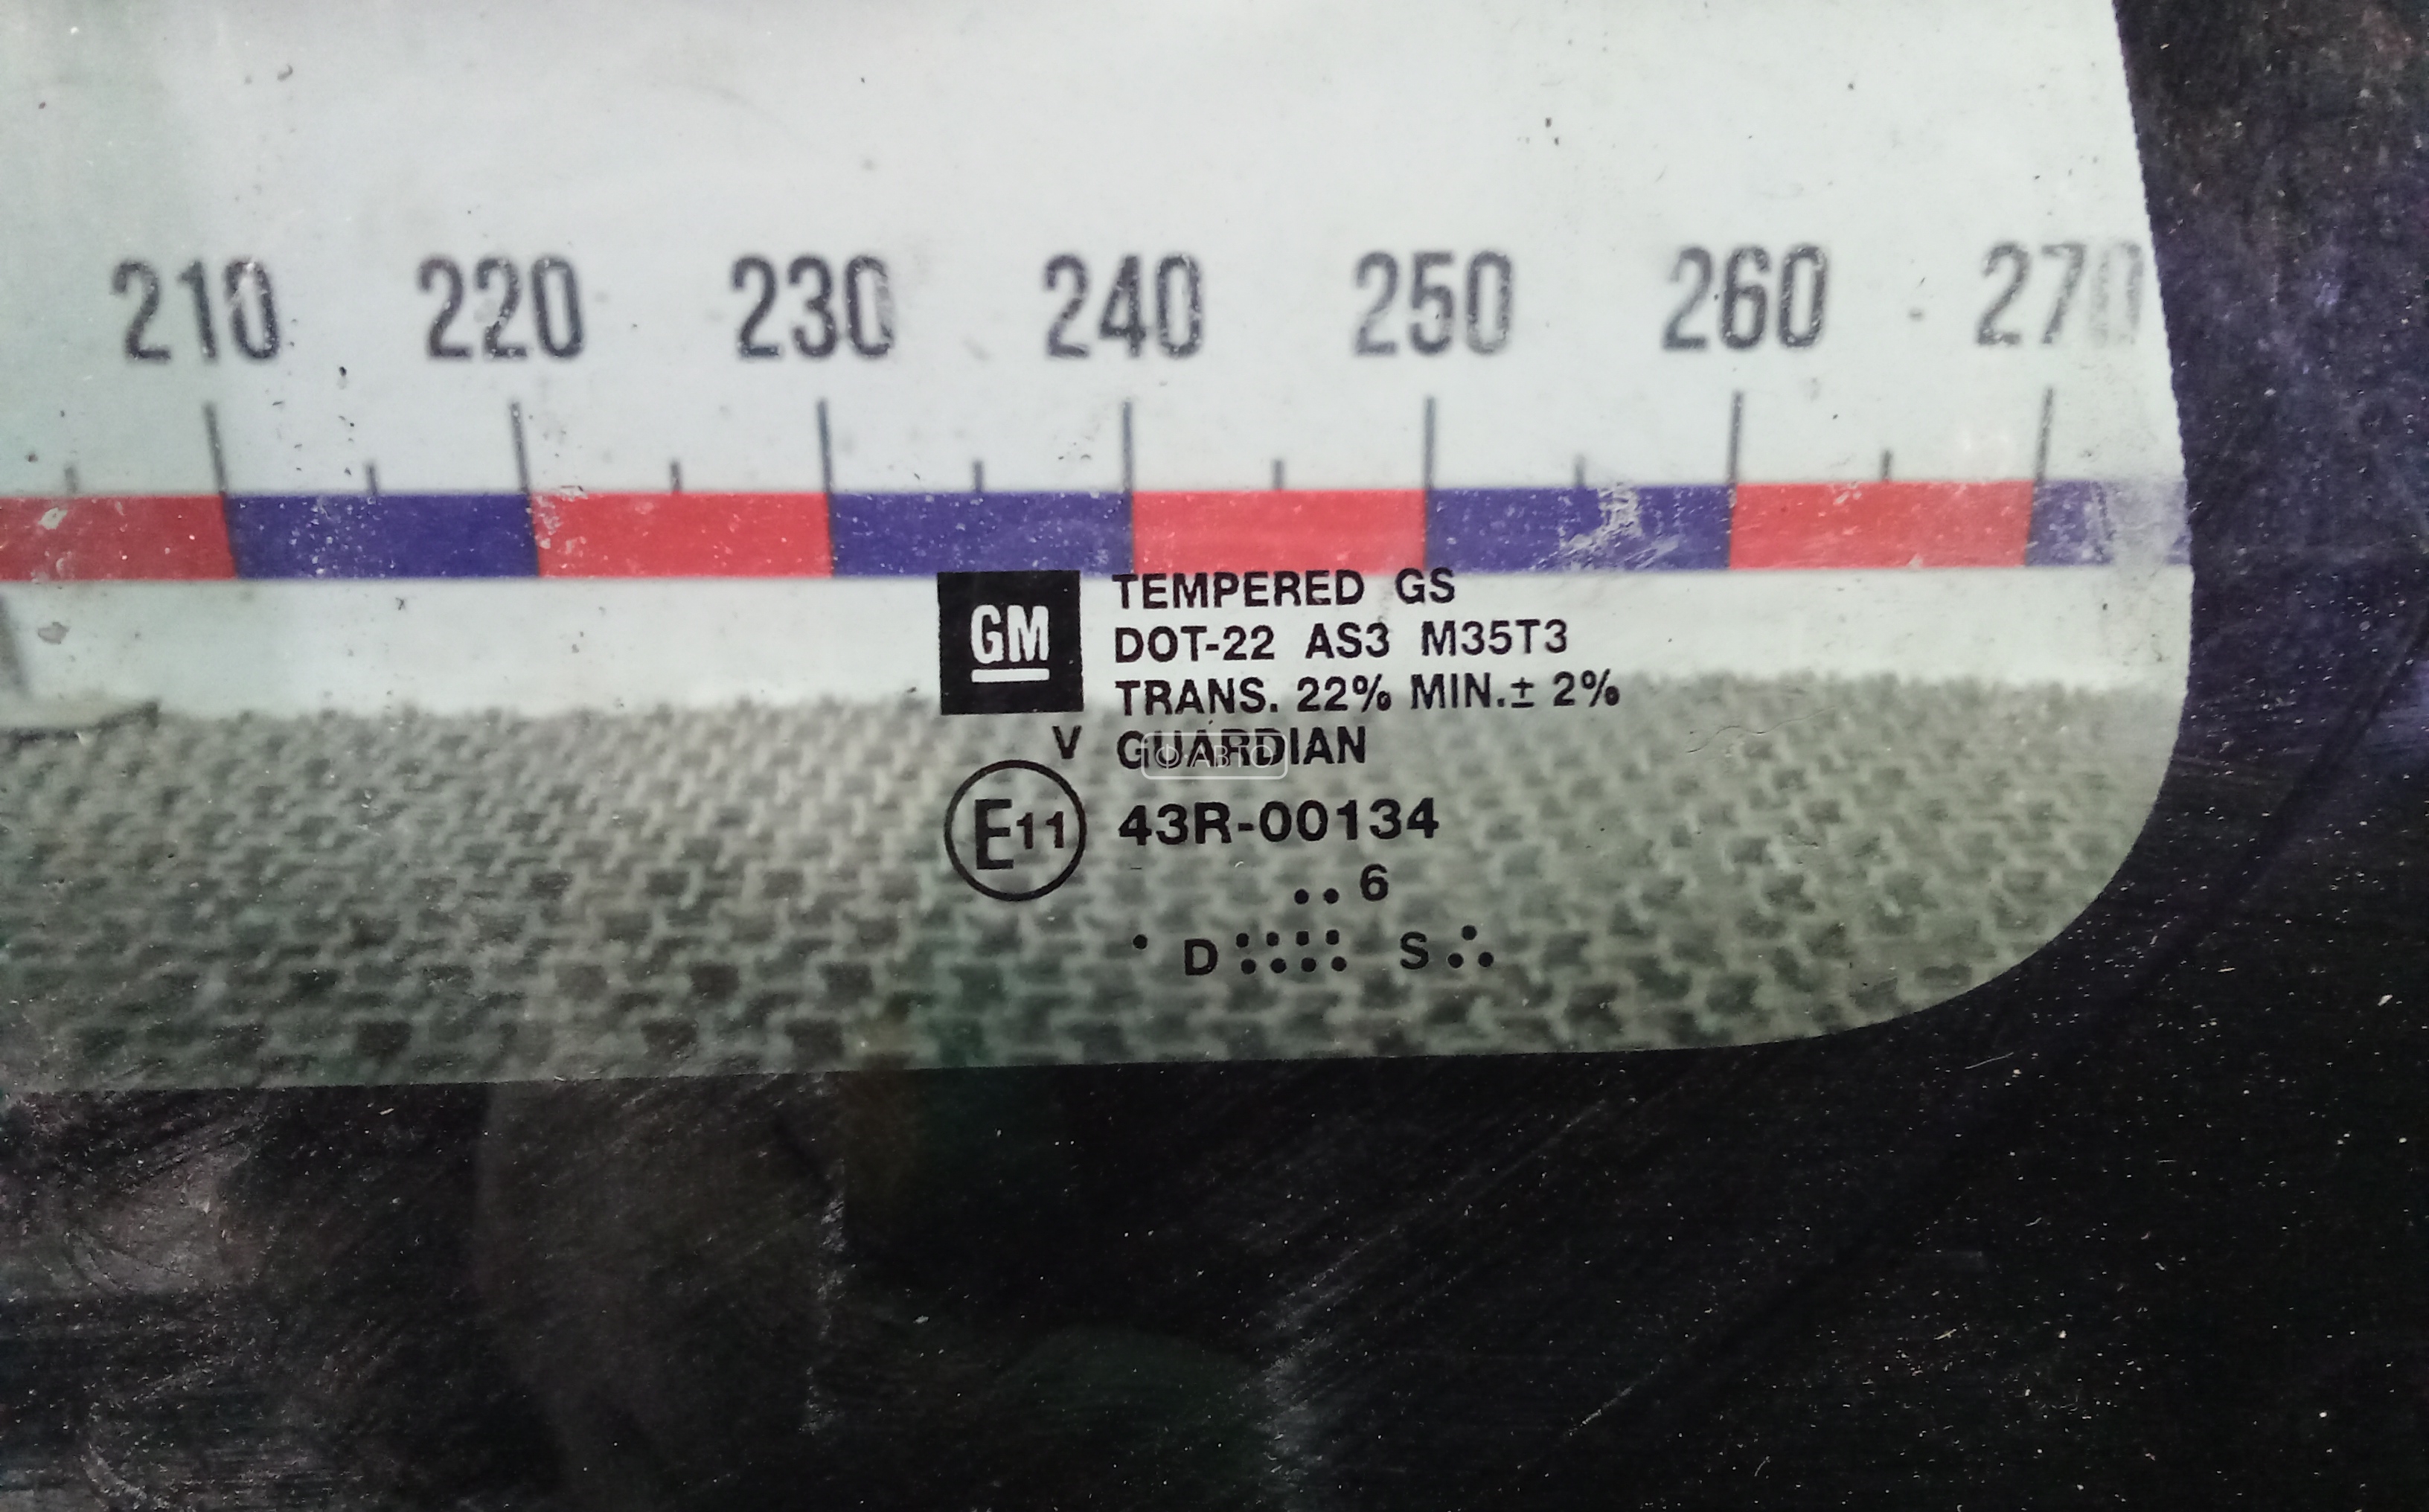 210 220 230 240 250 260 270
GM
TEMPERED GS
DOT-22 AS3 M35T3
TRANS. 22% MIN.± 2%
V GUARDIAN
Ф-АВТО
E11 43R-00134
..6
D S